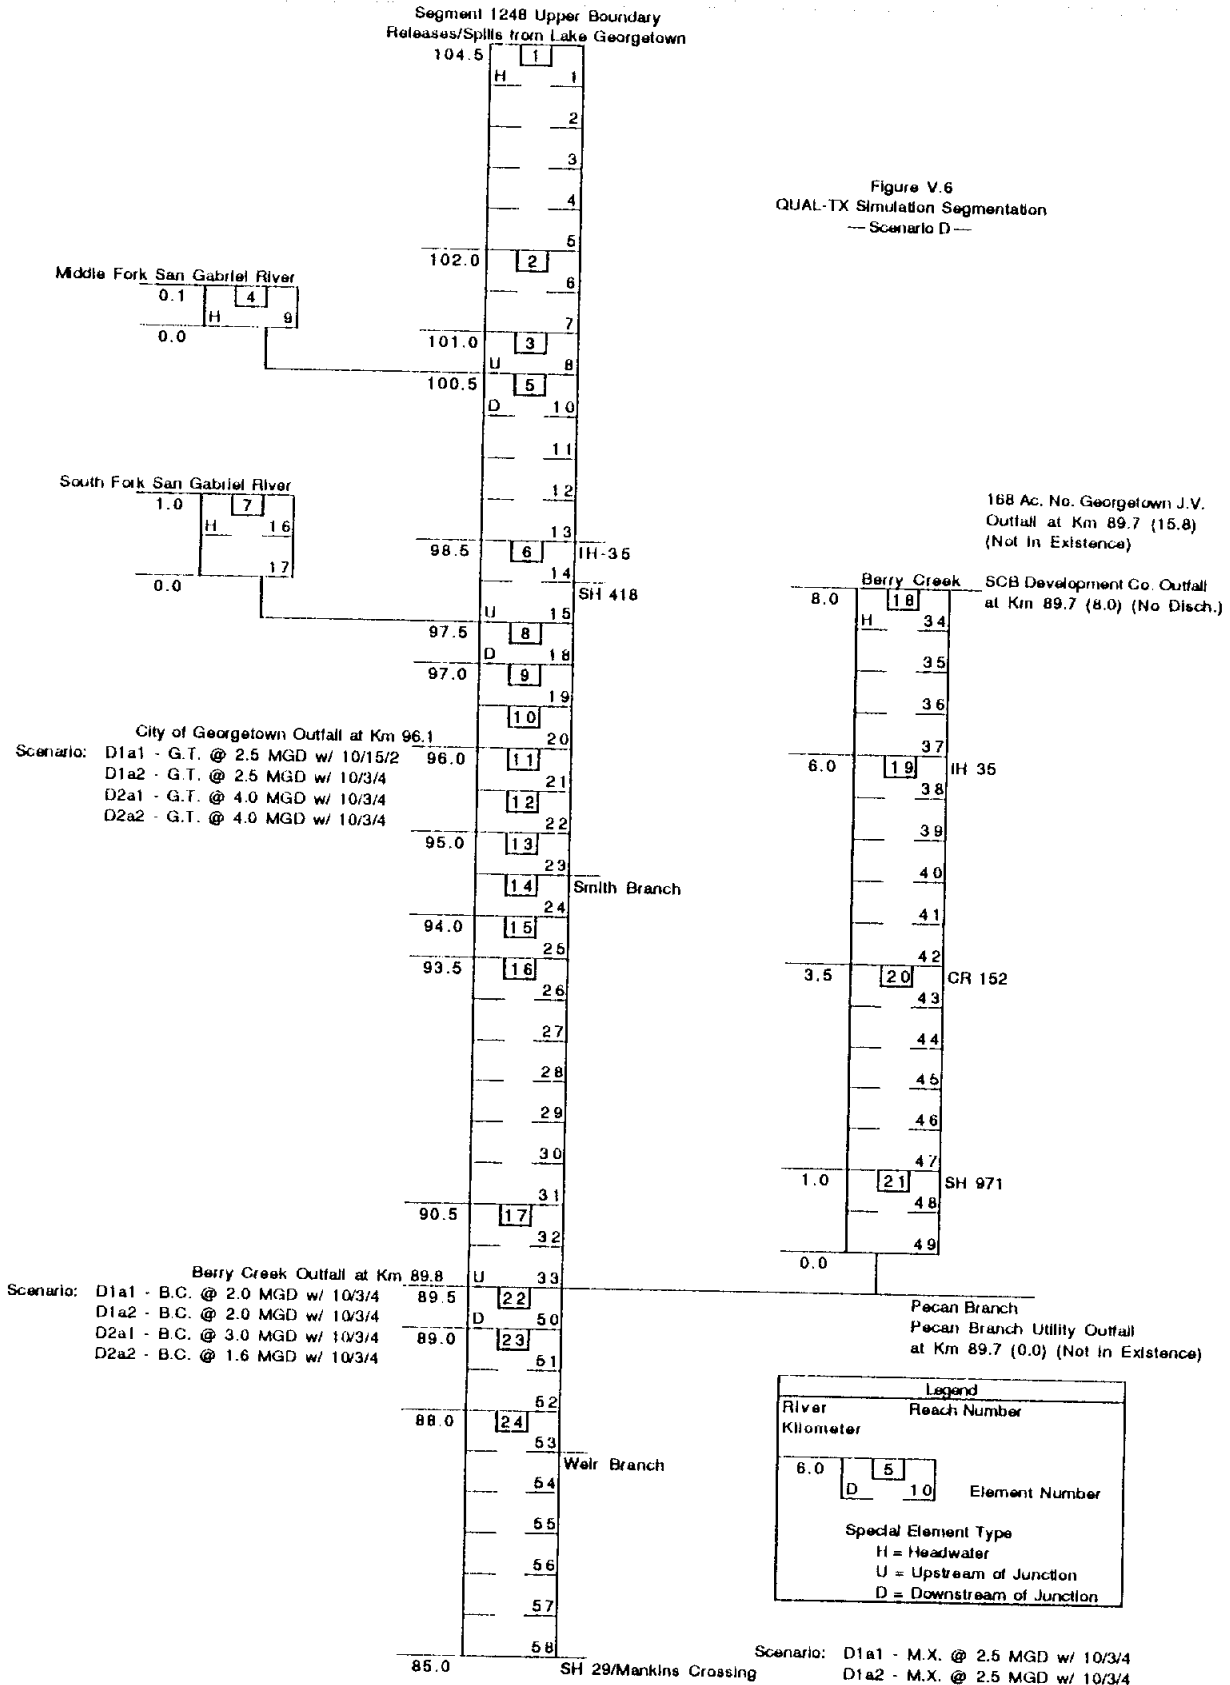 Segment 1248 Upper Boundary
Releases/Spills from Lake Georgetown
104.5 1
H 1
2
3
4
5
Figure V.6
QUAL-TX Simulation Segmentation
— Scenario D —
102.0 2
6
7
Middle Fork San Gabriel River
0.1 4
H 9
0.0
101.0 3
U 8
100.5 5
D 10
11
12
13
South Fork San Gabriel River
1.0 7
H 16
17
0.0
98.5 6 IH-35
14
SH 418
U 15
97.5 8
D 18
97.0 9
19
10
20
City of Georgetown Outfall at Km 96.1
Scenario: D1a1 - G.T. @ 2.5 MGD w/ 10/15/2
D1a2 - G.T. @ 2.5 MGD w/ 10/3/4
D2a1 - G.T. @ 4.0 MGD w/ 10/3/4
D2a2 - G.T. @ 4.0 MGD w/ 10/3/4
96.0 11
21
12
22
95.0 13
23
14 Smith Branch
24
94.0 15
25
93.5 16
26
27
28
29
30
31
90.5 17
32
U 33
Berry Creek Outfall at Km 89.8
Scenario: D1a1 - B.C. @ 2.0 MGD w/ 10/3/4
D1a2 - B.C. @ 2.0 MGD w/ 10/3/4
D2a1 - B.C. @ 3.0 MGD w/ 10/3/4
D2a2 - B.C. @ 1.6 MGD w/ 10/3/4
89.5 22
D 50
89.0 23
51
52
88.0 24
53
Weir Branch
54
55
56
57
58
85.0
SH 29/Mankins Crossing
168 Ac. No. Georgetown J.V.
Outfall at Km 89.7 (15.8)
(Not in Existence)
Berry Creek
SCB Development Co. Outfall
at Km 89.7 (8.0) (No Disch.)
8.0 18
H 34
35
36
37
6.0 19 IH 35
38
39
40
41
42
3.5 20 CR 152
43
44
45
46
47
1.0 21 SH 971
48
49
0.0
Pecan Branch
Pecan Branch Utility Outfall
at Km 89.7 (0.0) (Not in Existence)
Legend
River Reach Number
Kilometer
6.0 5
D 10 Element Number
Special Element Type
H = Headwater
U = Upstream of Junction
D = Downstream of Junction
Scenario: D1a1 - M.X. @ 2.5 MGD w/ 10/3/4
D1a2 - M.X. @ 2.5 MGD w/ 10/3/4